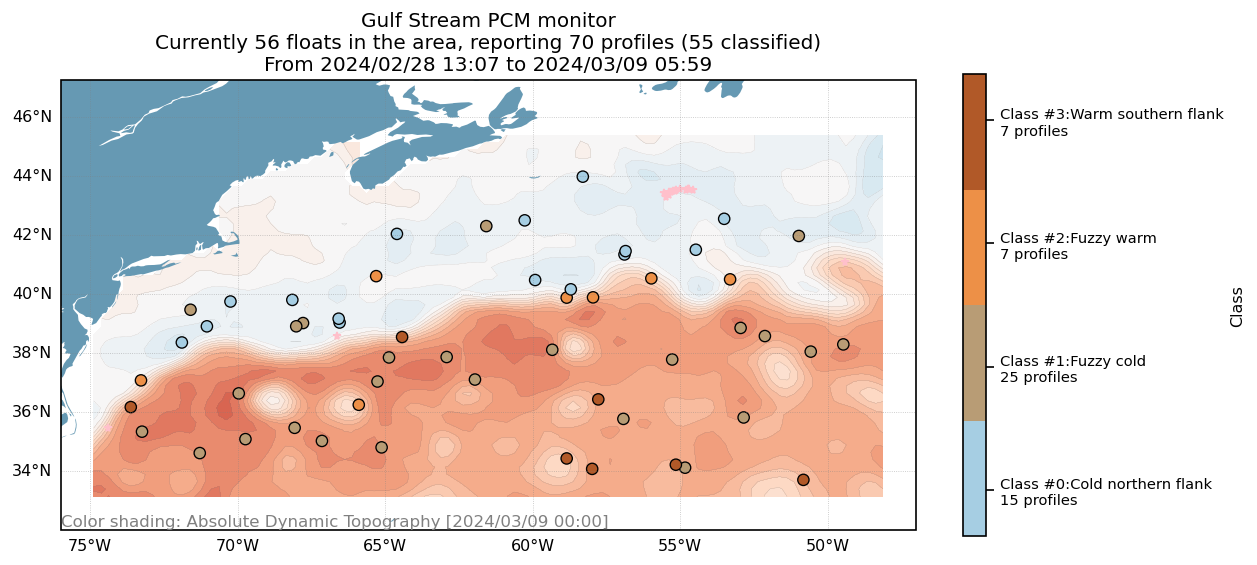 Gulf Stream PCM monitor
Currently 56 floats in the area, reporting 70 profiles (55 classified)
From 2024/02/28 13:07 to 2024/03/09 05:59
46°N
44°N
42°N
40°N
38°N
36°N
34°N
Color shading: Absolute Dynamic Topography [2024/03/09 00:00]
75°W
70°W
65°W
60°W
55°W
50°W
Class #3:Warm southern flank
7 profiles
Class #2:Fuzzy warm
7 profiles
Class #1:Fuzzy cold
25 profiles
Class #0:Cold northern flank
15 profiles
Class